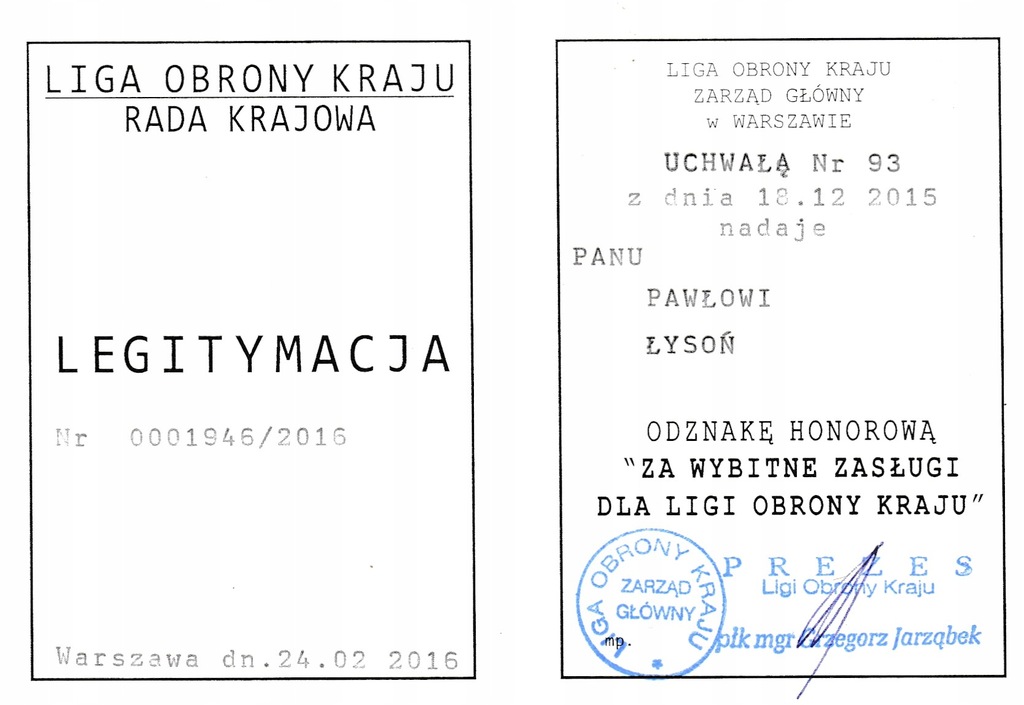 LIGA OBRONY KRAJU
RADA KRAJOWA
LEGITYMACJA
Nr 0001946/2016
Warszawa dn.24.02 2016
LIGA OBRONY KRAJU
ZARZĄD GŁÓWNY
w WARSZAWIE
UCHWAŁĄ Nr 93
z dnia 18.12 2015
nadaje
PANU
PAWŁOWI
ŁYSOŃ
ODZNAKĘ HONOROWĄ
"ZA WYBITNE ZASŁUGI
DLA LIGI OBRONY KRAJU"
LIGA OBRONY KRAJU
ZARZĄD
GŁÓWNY
mp.
PREZES
Ligi Obrony Kraju
płk mgr Grzegorz Jarząbek